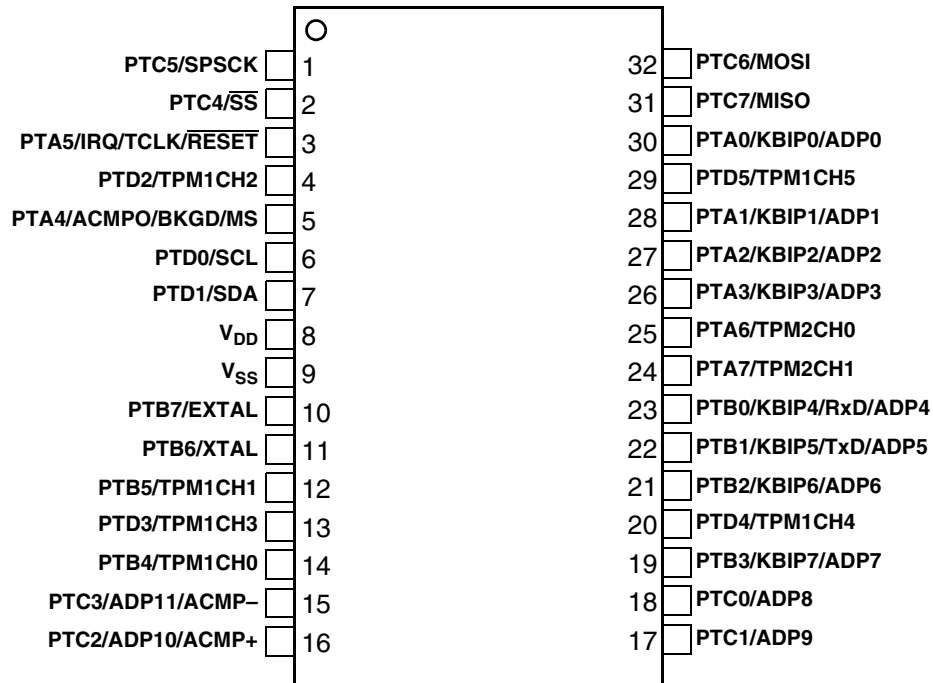 PTC5/SPSCK 1 32 PTC6/MOSI
PTC4/S̅S̅ 2 31 PTC7/MISO
PTA5/IRQ/TCLK/R̅E̅S̅E̅T̅ 3 30 PTA0/KBIP0/ADP0
PTD2/TPM1CH2 4 29 PTD5/TPM1CH5
PTA4/ACMPO/BKGD/MS 5 28 PTA1/KBIP1/ADP1
PTD0/SCL 6 27 PTA2/KBIP2/ADP2
PTD1/SDA 7 26 PTA3/KBIP3/ADP3
VDD 8 25 PTA6/TPM2CH0
VSS 9 24 PTA7/TPM2CH1
PTB7/EXTAL 10 23 PTB0/KBIP4/RxD/ADP4
PTB6/XTAL 11 22 PTB1/KBIP5/TxD/ADP5
PTB5/TPM1CH1 12 21 PTB2/KBIP6/ADP6
PTD3/TPM1CH3 13 20 PTD4/TPM1CH4
PTB4/TPM1CH0 14 19 PTB3/KBIP7/ADP7
PTC3/ADP11/ACMP– 15 18 PTC0/ADP8
PTC2/ADP10/ACMP+ 16 17 PTC1/ADP9